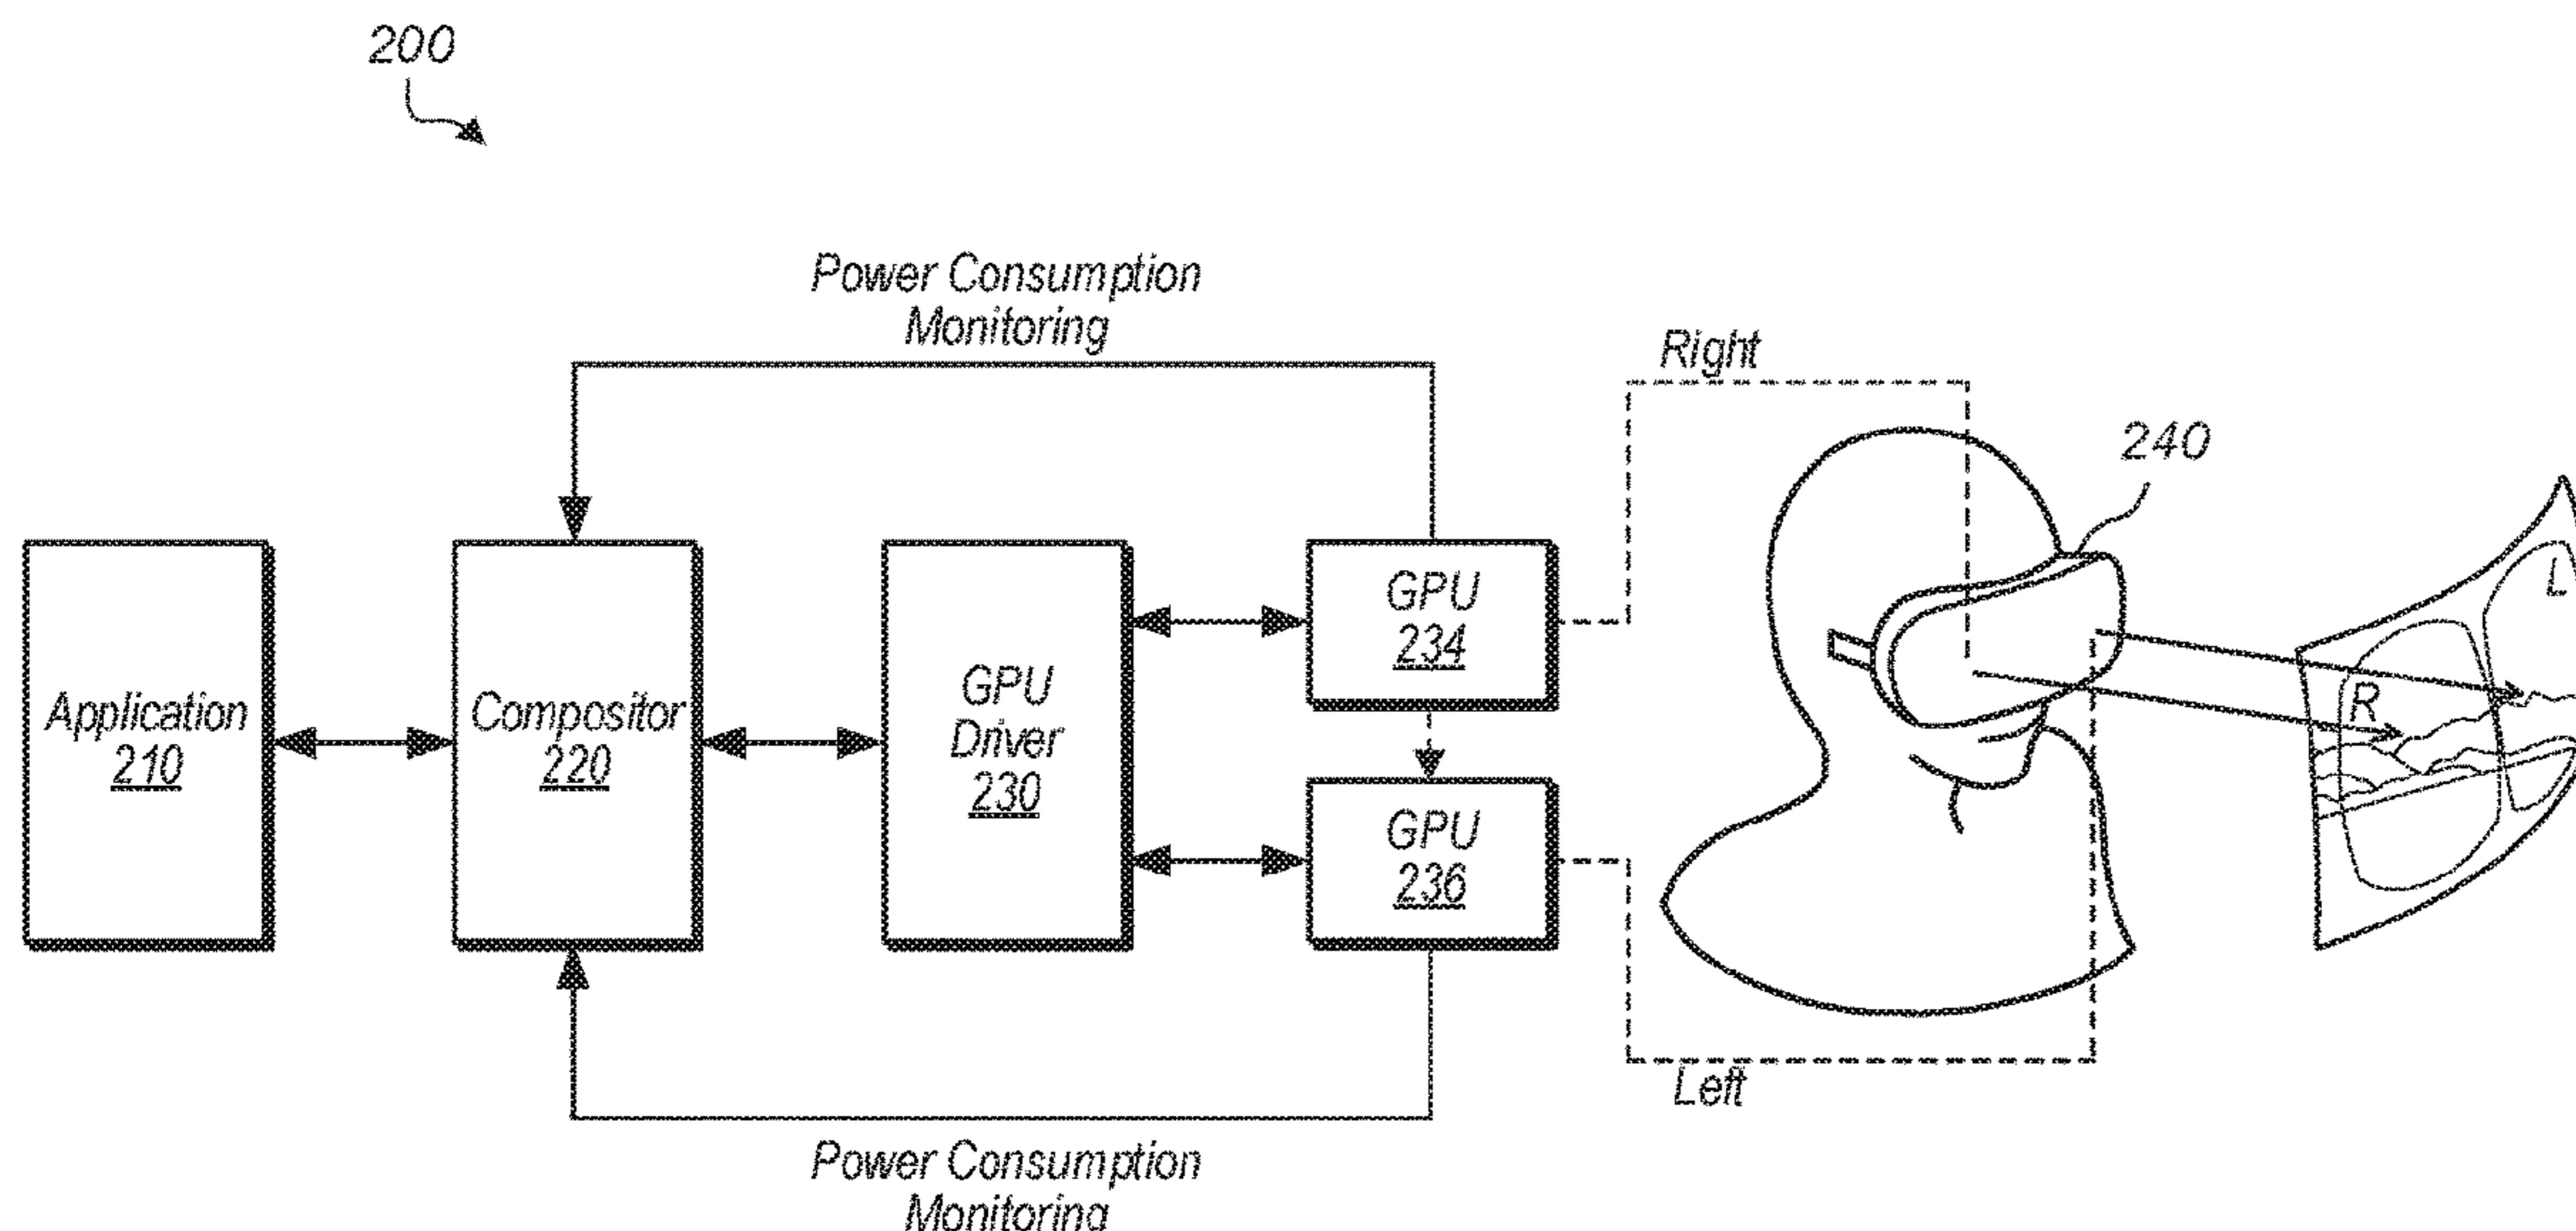 200
Power Consumption
Monitoring
Right
240
Application
210
Compositor
220
GPU
Driver
230
GPU
234
GPU
236
L
R
Left
Power Consumption
Monitoring